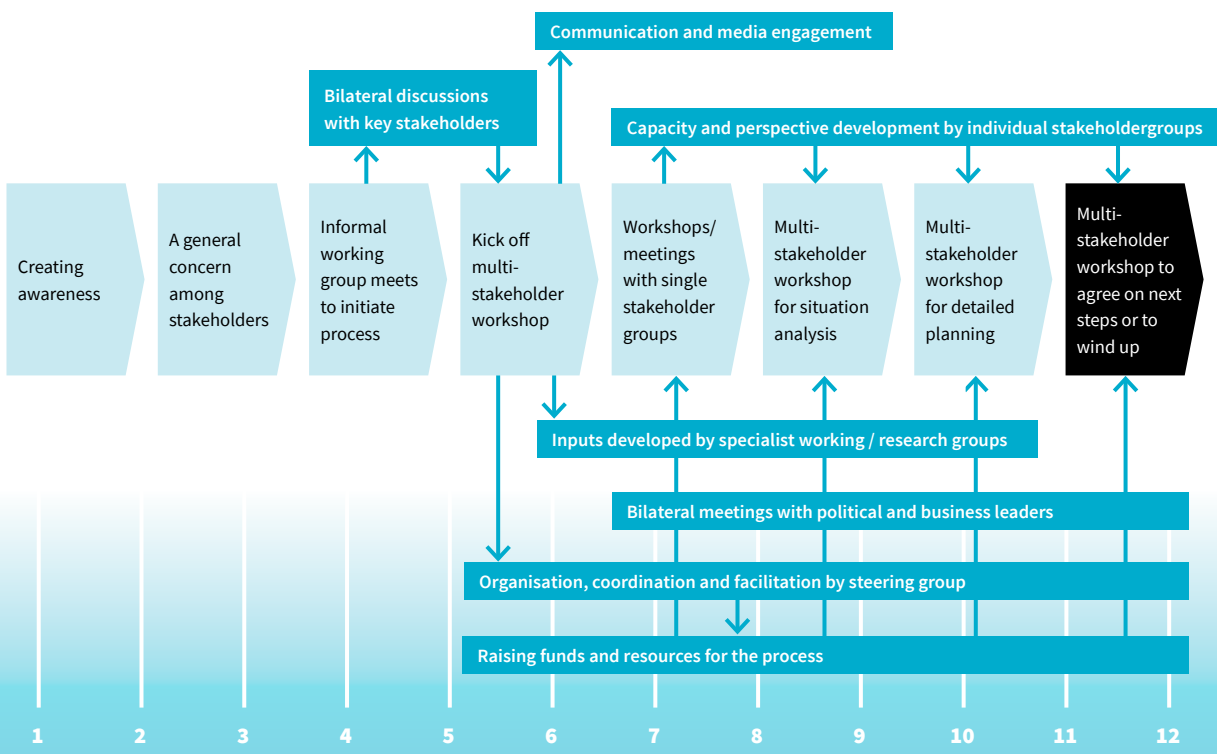 Communication and media engagement
Bilateral discussions
with key stakeholders
Capacity and perspective development by individual stakeholdergroups
Creating
awareness
A general
concern
among
stakeholders
Informal
working
group meets
to initiate
process
Kick off
multi-
stakeholder
workshop
Workshops/
meetings
with single
stakeholder
groups
Multi-
stakeholder
workshop
for situation
analysis
Multi-
stakeholder
workshop
for detailed
planning
Multi-
stakeholder
workshop to
agree on next
steps or to
wind up
Inputs developed by specialist working / research groups
Bilateral meetings with political and business leaders
Organisation, coordination and facilitation by steering group
Raising funds and resources for the process
1 2 3 4 5 6 7 8 9 10 11 12